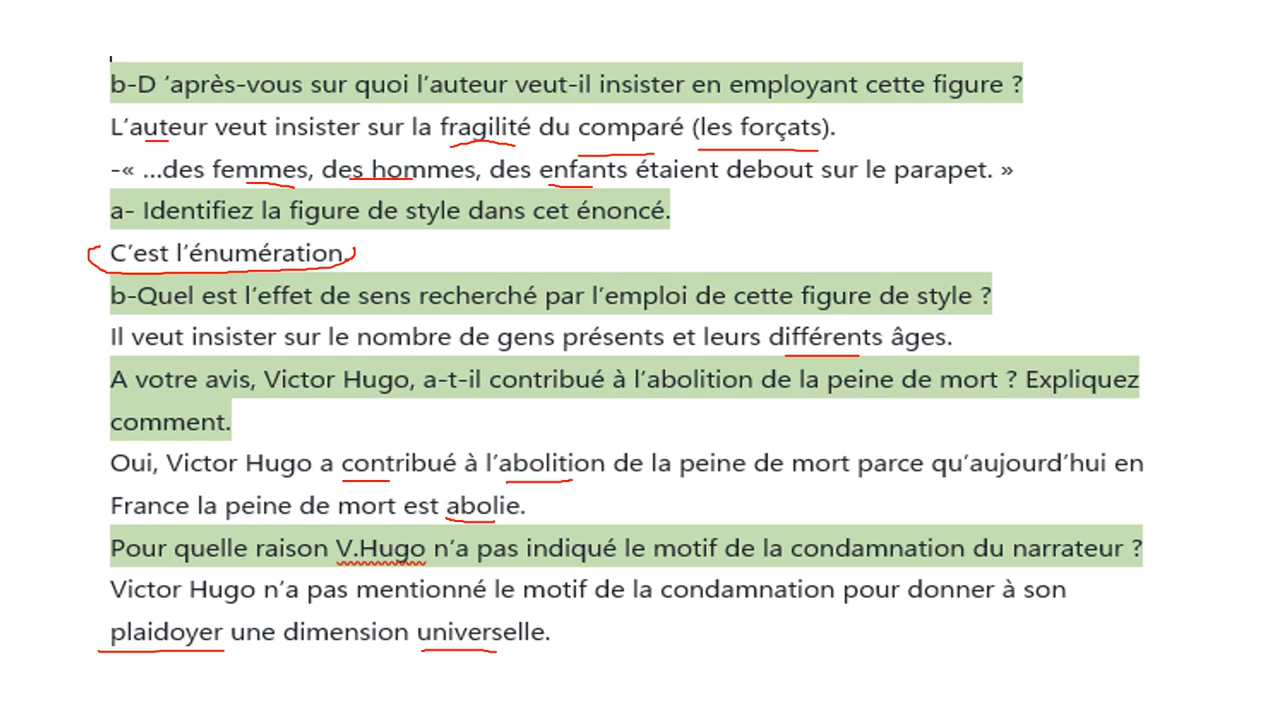 b-D ’après-vous sur quoi l’auteur veut-il insister en employant cette figure ?
L’auteur veut insister sur la fragilité du comparé (les forçats).
-« ...des femmes, des hommes, des enfants étaient debout sur le parapet. »
a- Identifiez la figure de style dans cet énoncé.
C’est l’énumération.
b-Quel est l’effet de sens recherché par l’emploi de cette figure de style ?
Il veut insister sur le nombre de gens présents et leurs différents âges.
A votre avis, Victor Hugo, a-t-il contribué à l’abolition de la peine de mort ? Expliquez
comment.
Oui, Victor Hugo a contribué à l’abolition de la peine de mort parce qu’aujourd’hui en
France la peine de mort est abolie.
Pour quelle raison V.Hugo n’a pas indiqué le motif de la condamnation du narrateur ?
Victor Hugo n’a pas mentionné le motif de la condamnation pour donner à son
plaidoyer une dimension universelle.